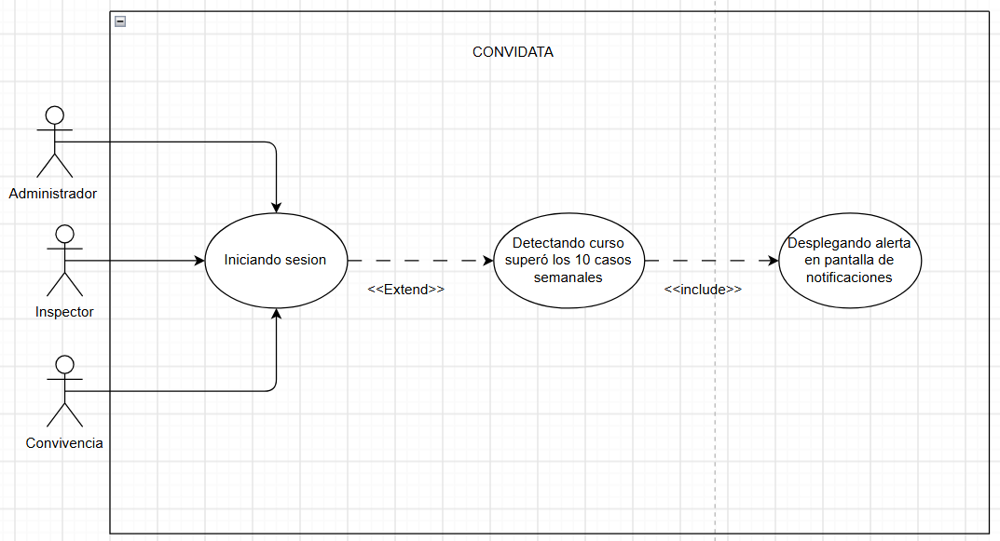 CONVIDATA
Administrador
Inspector
Convivencia
Iniciando sesion
<<Extend>>
Detectando curso
superó los 10 casos
semanales
<<include>>
Desplegando alerta
en pantalla de
notificaciones